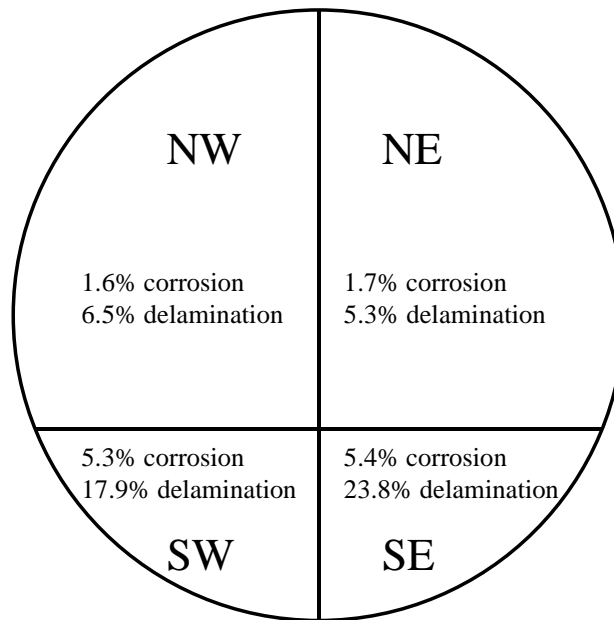 NW
NE
1.6% corrosion
6.5% delamination
1.7% corrosion
5.3% delamination
5.3% corrosion
17.9% delamination
5.4% corrosion
23.8% delamination
SW
SE